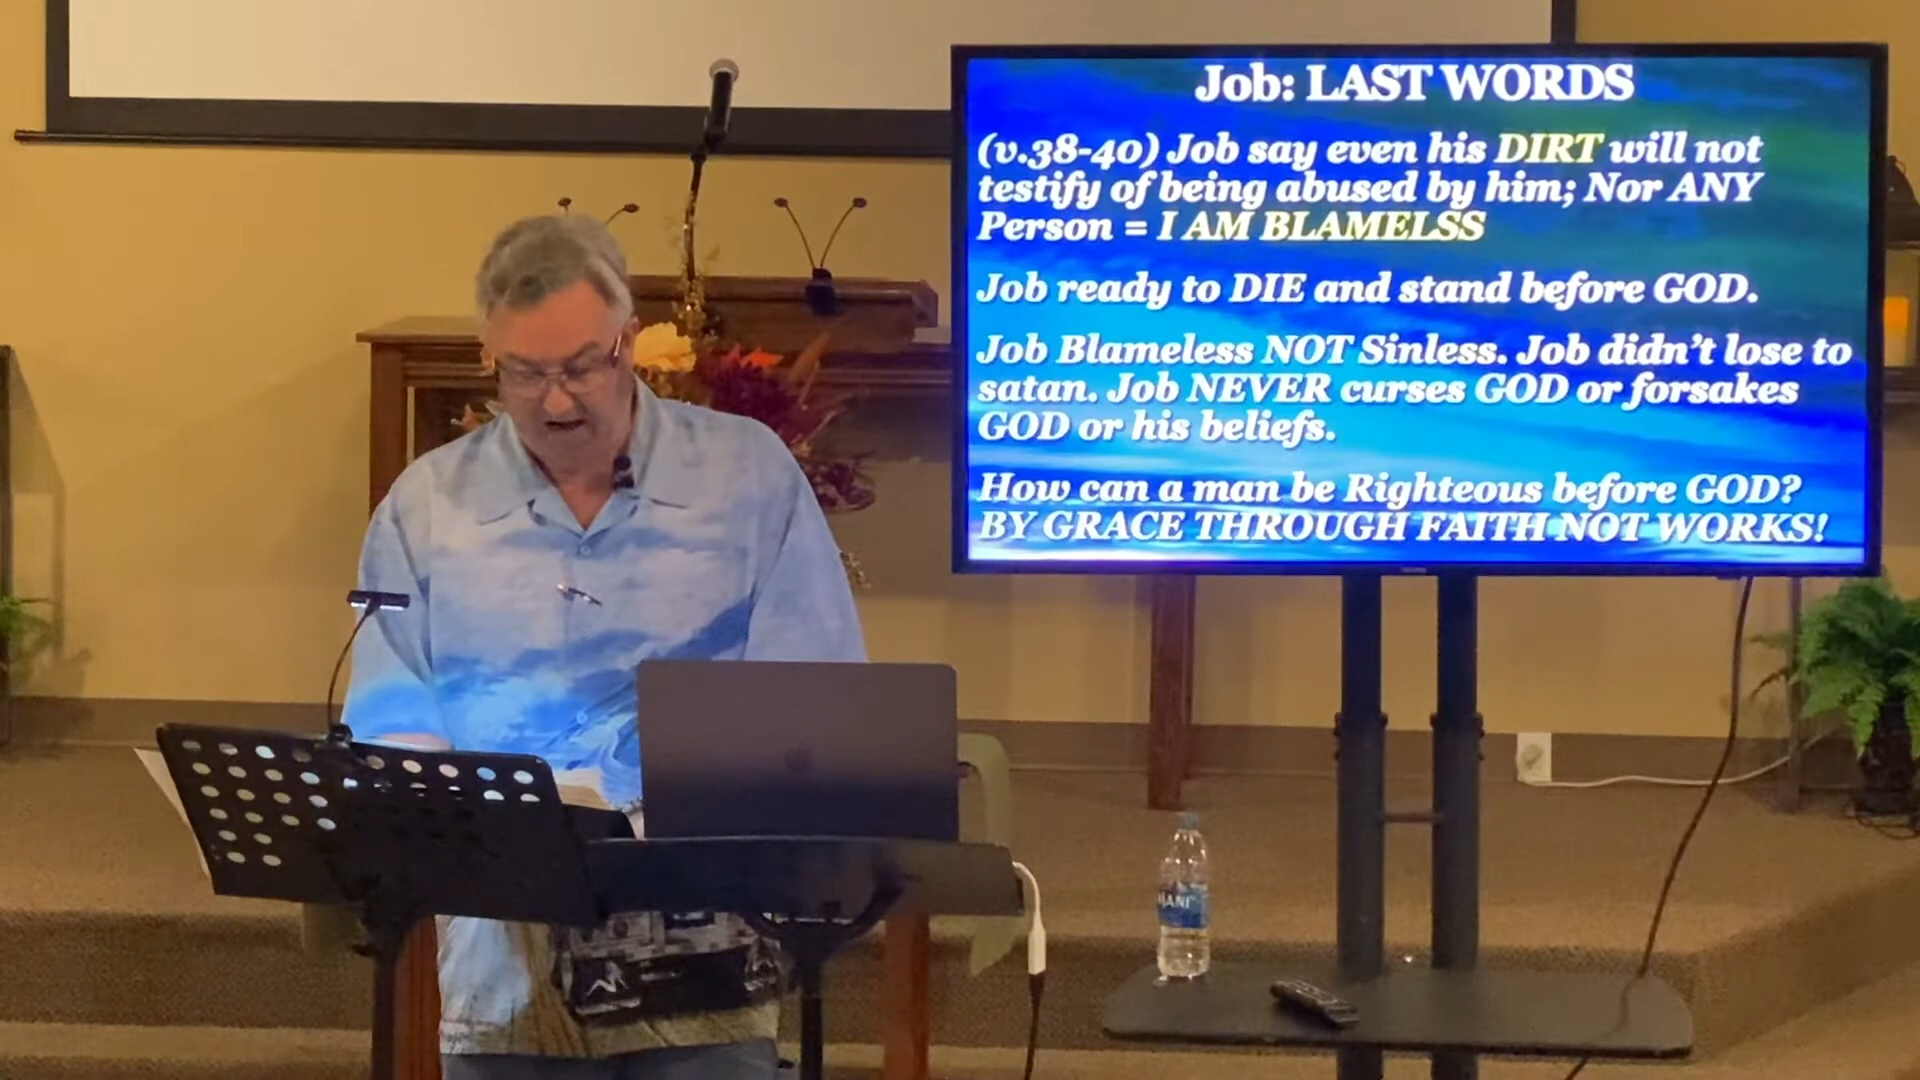 Job: LAST WORDS
(v.38-40) Job say even his DIRT will not
testify of being abused by him; Nor ANY
Person = I AM BLAMELSS
Job ready to DIE and stand before GOD.
Job Blameless NOT Sinless. Job didn't lose to
satan. Job NEVER curses GOD or forsakes
GOD or his beliefs.
How can a man be Righteous before GOD?
BY GRACE THROUGH FAITH NOT WORKS!